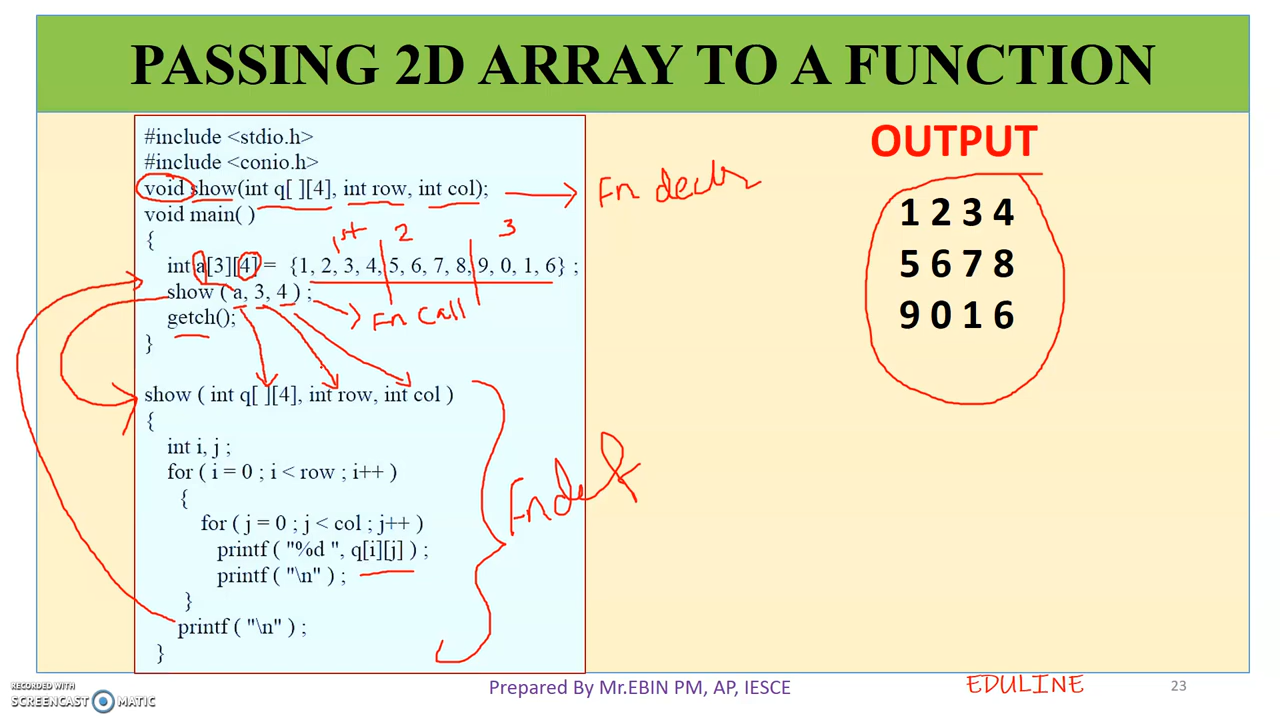 PASSING 2D ARRAY TO A FUNCTION
#include <stdio.h>
#include <conio.h>
void show(int q[ ][4], int row, int col);
Fn decln
void main( )
{
1st 2 3
int a[3][4] = {1, 2, 3, 4, 5, 6, 7, 8, 9, 0, 1, 6} ;
show ( a, 3, 4 ) ;
Fn Call
getch();
}
show ( int q[ ][4], int row, int col )
{
int i, j ;
for ( i = 0 ; i < row ; i++ )
{
for ( j = 0 ; j < col ; j++ )
printf ( "%d ", q[i][j] ) ;
printf ( "\n" ) ;
}
printf ( "\n" ) ;
}
Fn def
OUTPUT
1 2 3 4
5 6 7 8
9 0 1 6
RECORDED WITH
SCREENCAST MATIC
Prepared By Mr.EBIN PM, AP, IESCE
EDULINE
23